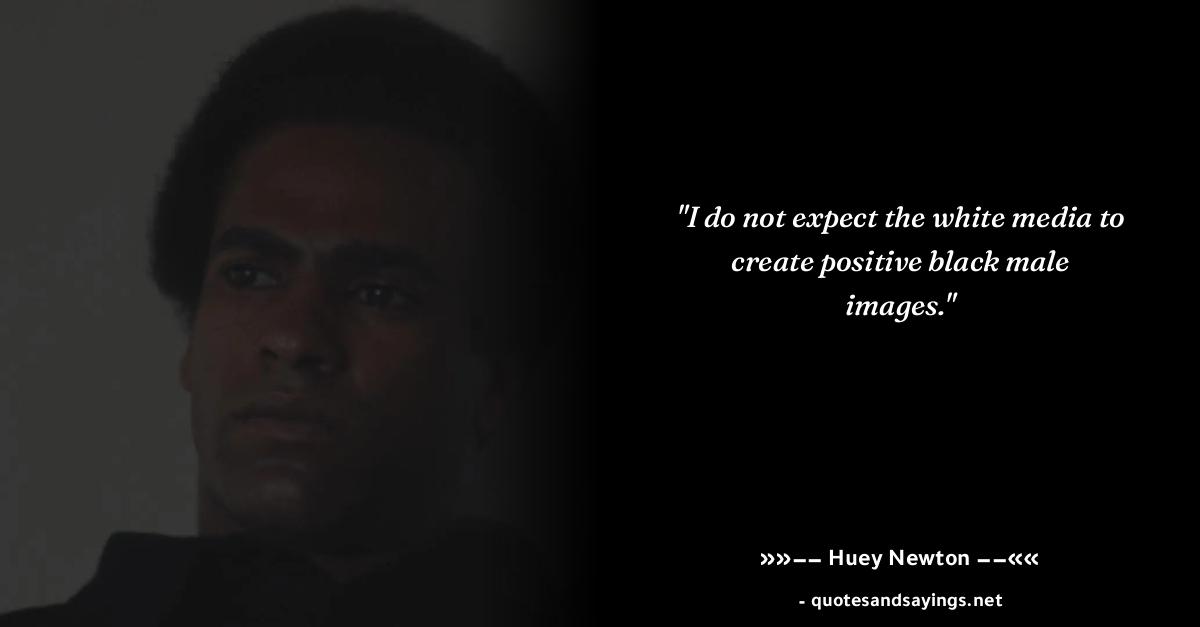 "I do not expect the white media to
create positive black male
images."
»»–– Huey Newton ––««
- quotesandsayings.net